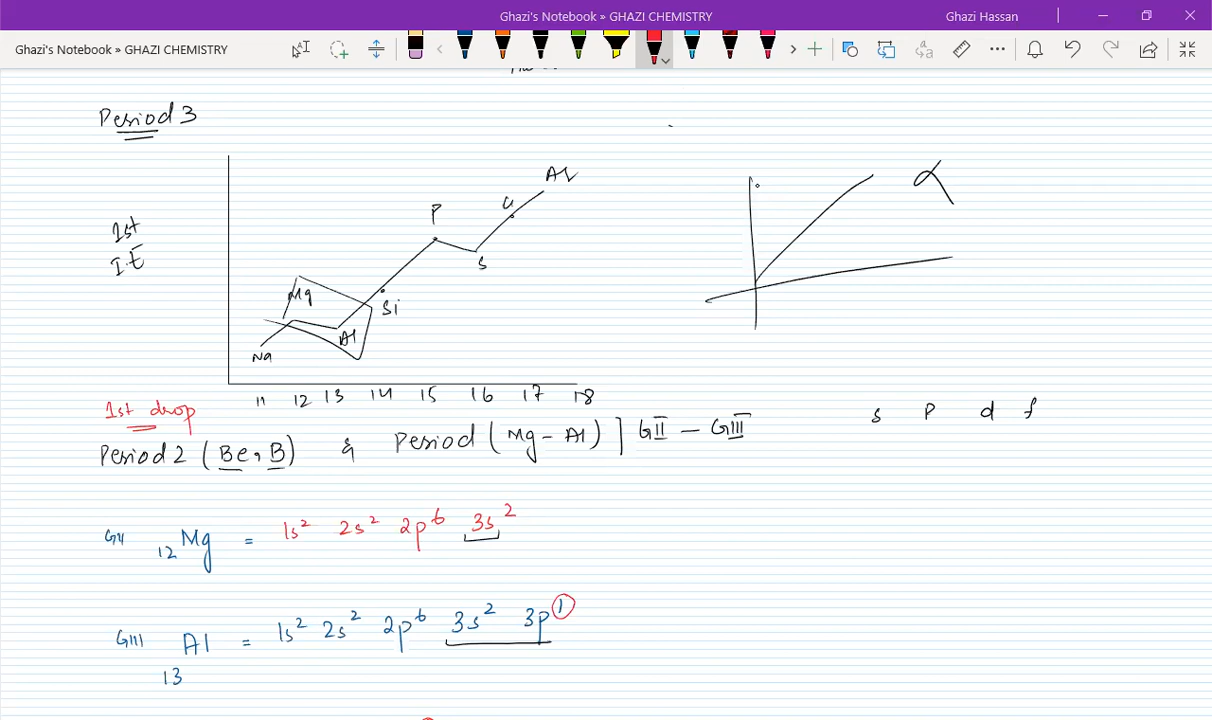 Ghazi's Notebook » GHAZI CHEMISTRY
Ghazi Hassan
Ghazi's Notebook » GHAZI CHEMISTRY
Period 3
1st
I.E
Na
Mg
Al
Si
P
S
Cl
Ar
α
11 12 13 14 15 16 17 18
1st drop
s p d f
Period 2 (Be, B) & Period (Mg - Al) ] GII - GIII
GII 12 Mg = 1s² 2s² 2p⁶ 3s²
GIII Al = 1s² 2s² 2p⁶ 3s² 3p¹
13